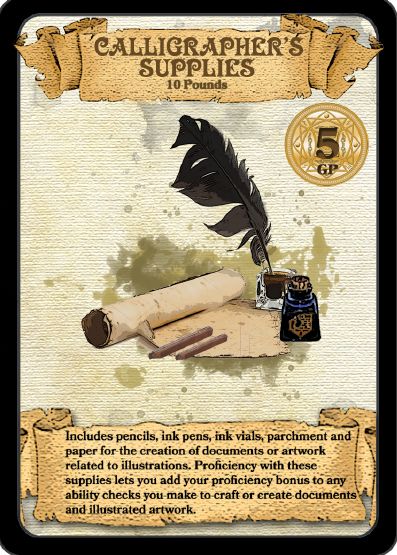 CALLIGRAPHER'S
SUPPLIES
10 Pounds
5
GP
Includes pencils, ink pens, ink vials, parchment and
paper for the creation of documents or artwork
related to illustrations. Proficiency with these
supplies lets you add your proficiency bonus to any
ability checks you make to craft or create documents
and illustrated artwork.